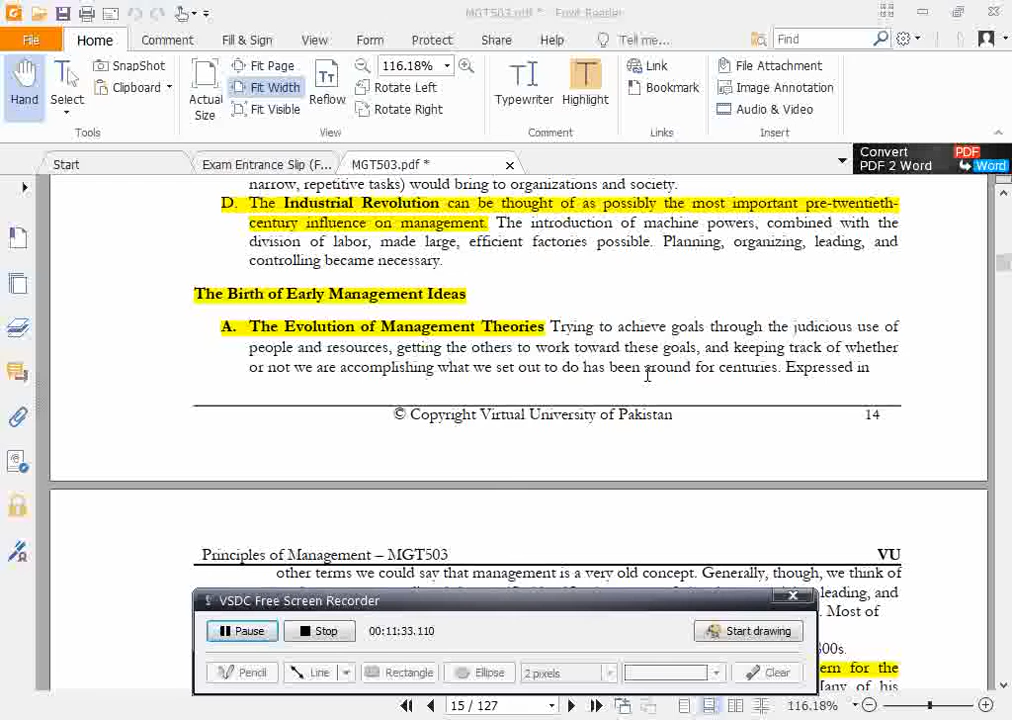 MGT503.pdf * - Foxit Reader
File Home Comment Fill & Sign View Form Protect Share Help Tell me... Find
Hand
Select
SnapShot
Clipboard
Tools
Actual
Size
Fit Page
Fit Width
Fit Visible
Reflow
116.18%
Rotate Left
Rotate Right
View
Typewriter
Highlight
Comment
Link
Bookmark
Links
File Attachment
Image Annotation
Audio & Video
Insert
Start
Exam Entrance Slip (F...
MGT503.pdf *
Convert PDF
PDF 2 Word Word
narrow, repetitive tasks) would bring to organizations and society.
D. The Industrial Revolution can be thought of as possibly the most important pre-twentieth-
century influence on management. The introduction of machine powers, combined with the
division of labor, made large, efficient factories possible. Planning, organizing, leading, and
controlling became necessary.
The Birth of Early Management Ideas
A. The Evolution of Management Theories Trying to achieve goals through the judicious use of
people and resources, getting the others to work toward these goals, and keeping track of whether
or not we are accomplishing what we set out to do has been around for centuries. Expressed in
© Copyright Virtual University of Pakistan 14
Principles of Management – MGT503 VU
other terms we could say that management is a very old concept. Generally, though, we think of
leading, and
Most of
800s.
ern for the
Many of his
VSDC Free Screen Recorder
Pause
Stop
00:11:33.110
Start drawing
Pencil
Line
Rectangle
Ellipse
2 pixels
Clear
15 / 127
116.18%